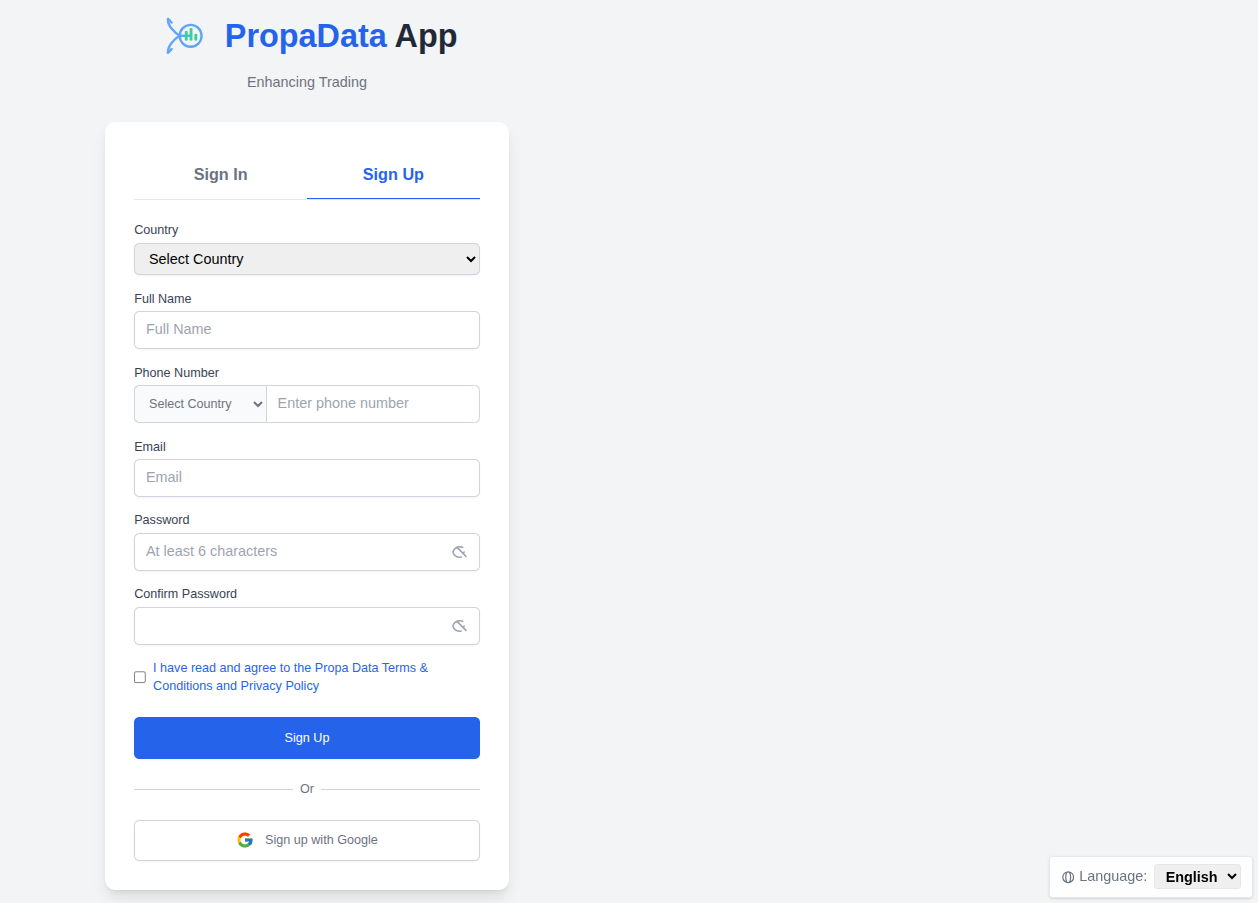 PropaData App
Enhancing Trading
Sign In
Sign Up
Country
Select Country
Full Name
Full Name
Phone Number
Select Country
Enter phone number
Email
Email
Password
At least 6 characters
Confirm Password
I have read and agree to the Propa Data Terms &
Conditions and Privacy Policy
Sign Up
Or
Sign up with Google
Language:
English